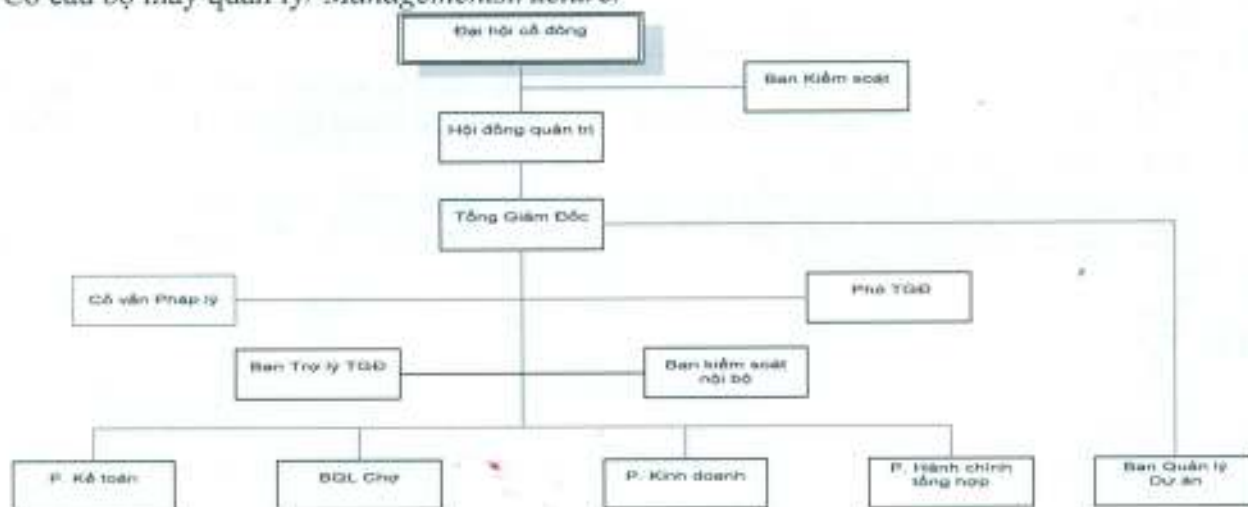 Cơ cấu bộ máy quản lý/
Đại hội cổ đông
Ban Kiểm soát
Hội đồng quản trị
Tổng Giám Đốc
Cố vấn Pháp lý
Phó TGĐ
Ban Trợ lý TGĐ
Ban kiểm soát
nội bộ
P. Kế toán
BQL Chợ
P. Kinh doanh
P. Hành chính
tổng hợp
Ban Quản lý
Dự án